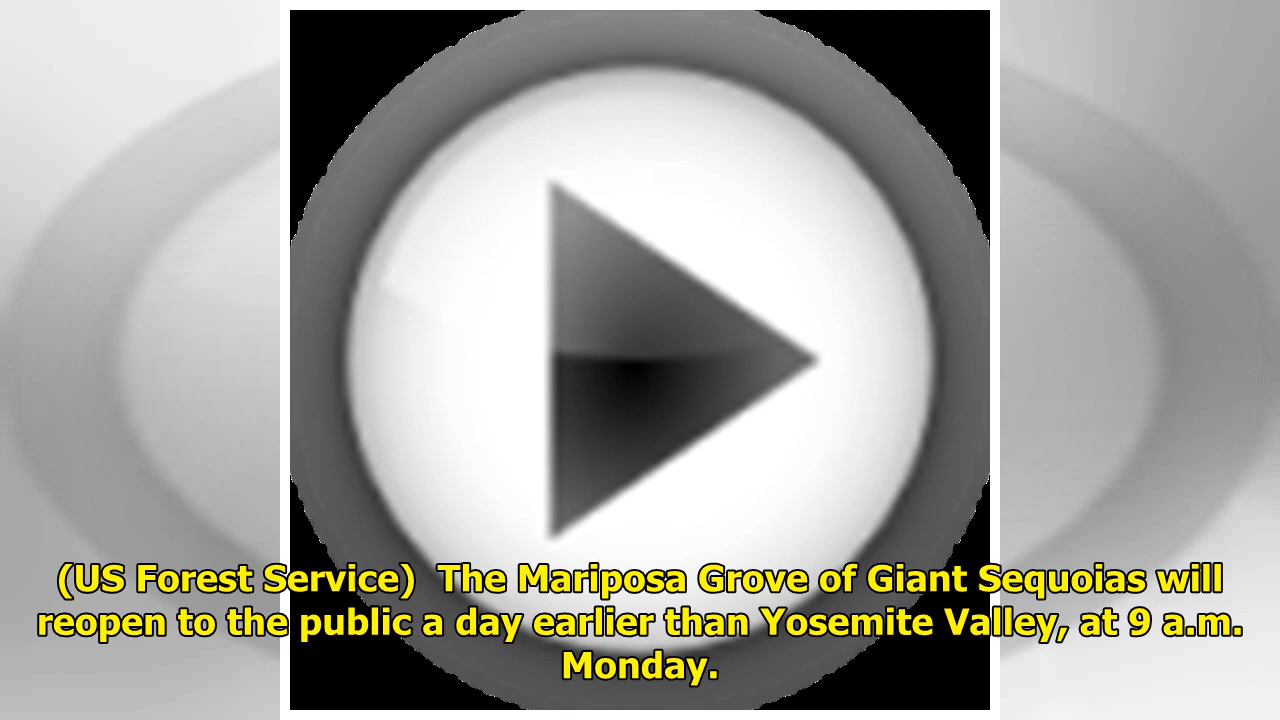 (US Forest Service)  The Mariposa Grove of Giant Sequoias will
reopen to the public a day earlier than Yosemite Valley, at 9 a.m.
Monday.